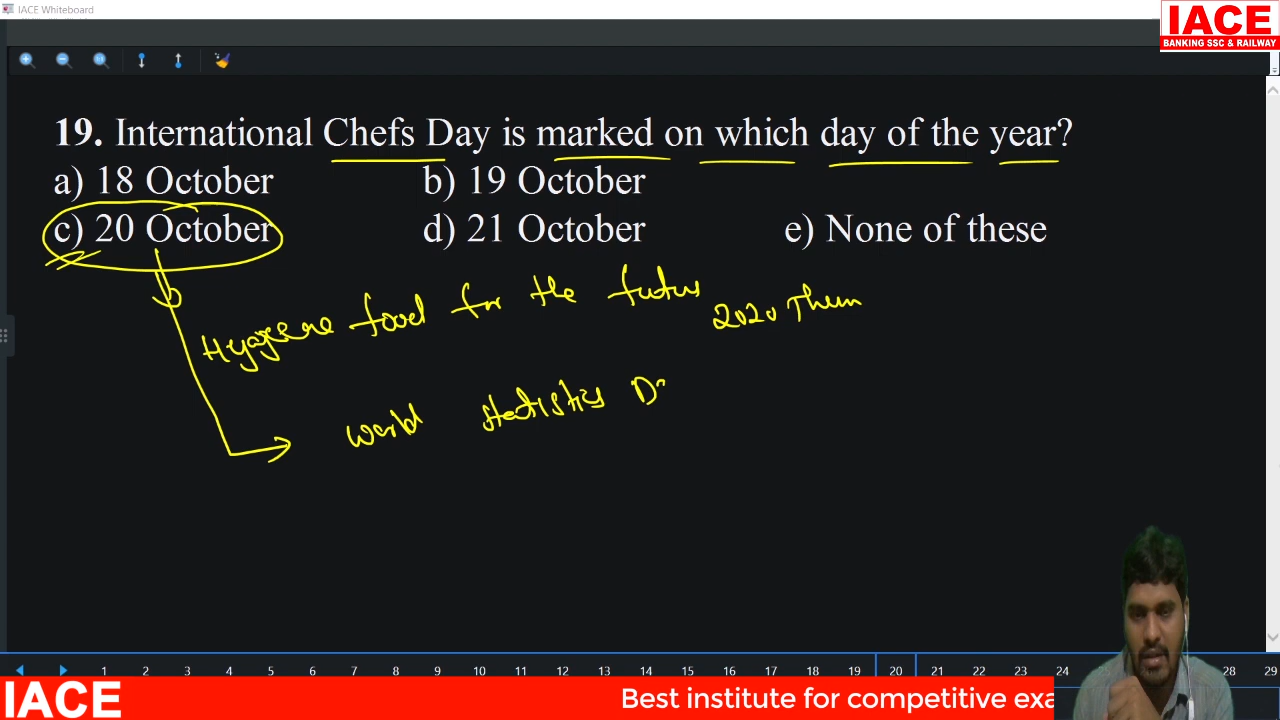 IACE Whiteboard
IACE
BANKING SSC & RAILWAY
19. International Chefs Day is marked on which day of the year?
a) 18 October b) 19 October
c) 20 October d) 21 October e) None of these
food for the
2020 Them
world statistics D
1 2 3 4 5 6 7 8 9 10 11 12 13 14 15 16 17 18 19 20 21 22 23 24 28 29
IACE
Best institute for competitive exa